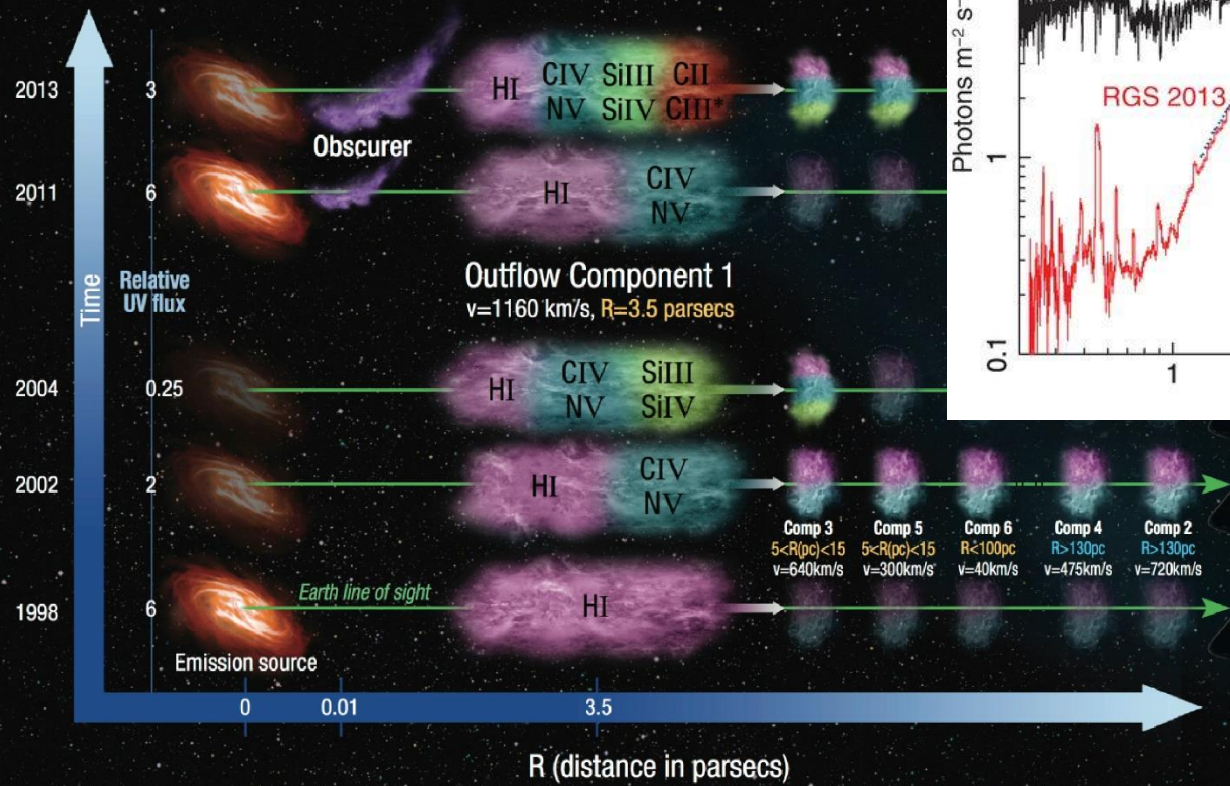 2013
3
Obscurer
HI
CIV
NV
SiIII
SiIV
CII
CIII*
2011
6
HI
CIV
NV
Time
Relative
UV flux
Outflow Component 1
v=1160 km/s, R=3.5 parsecs
2004
0.25
HI
CIV
NV
SiIII
SiIV
2002
2
HI
CIV
NV
Comp 3
5<R(pc)<15
v=640km/s
Comp 5
5<R(pc)<15
v=300km/s
Comp 6
R<100pc
v=40km/s
Comp 4
R>130pc
v=475km/s
Comp 2
R>130pc
v=720km/s
1998
6
Earth line of sight
HI
Emission source
0
0.01
3.5
R (distance in parsecs)
Photons m⁻² s⁻
RGS 2013
1
0.1
1